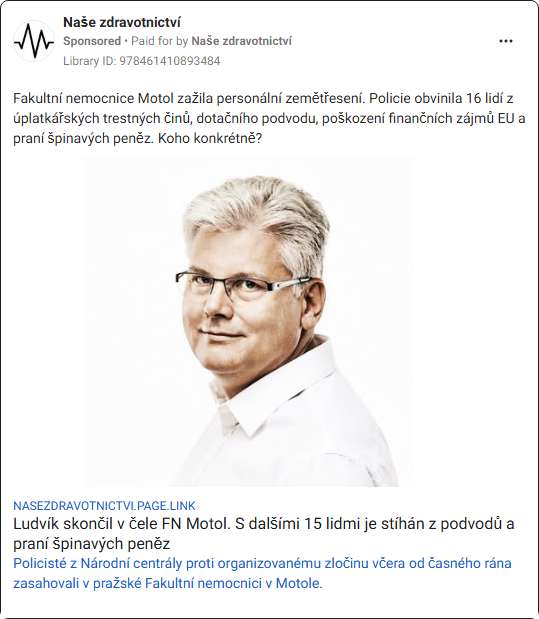 Naše zdravotnictví
Sponsored • Paid for by Naše zdravotnictví
Library ID: 978461410893484
Fakultní nemocnice Motol zažila personální zemětřesení. Policie obvinila 16 lidí z
úplatkářských trestných činů, dotačního podvodu, poškození finančních zájmů EU a
praní špinavých peněz. Koho konkrétně?
NASEZDRAVOTNICTVI.PAGE.LINK
Ludvík skončil v čele FN Motol. S dalšími 15 lidmi je stíhán z podvodů a
praní špinavých peněz
Policisté z Národní centrály proti organizovanému zločinu včera od časného rána
zasahovali v pražské Fakultní nemocnici v Motole.